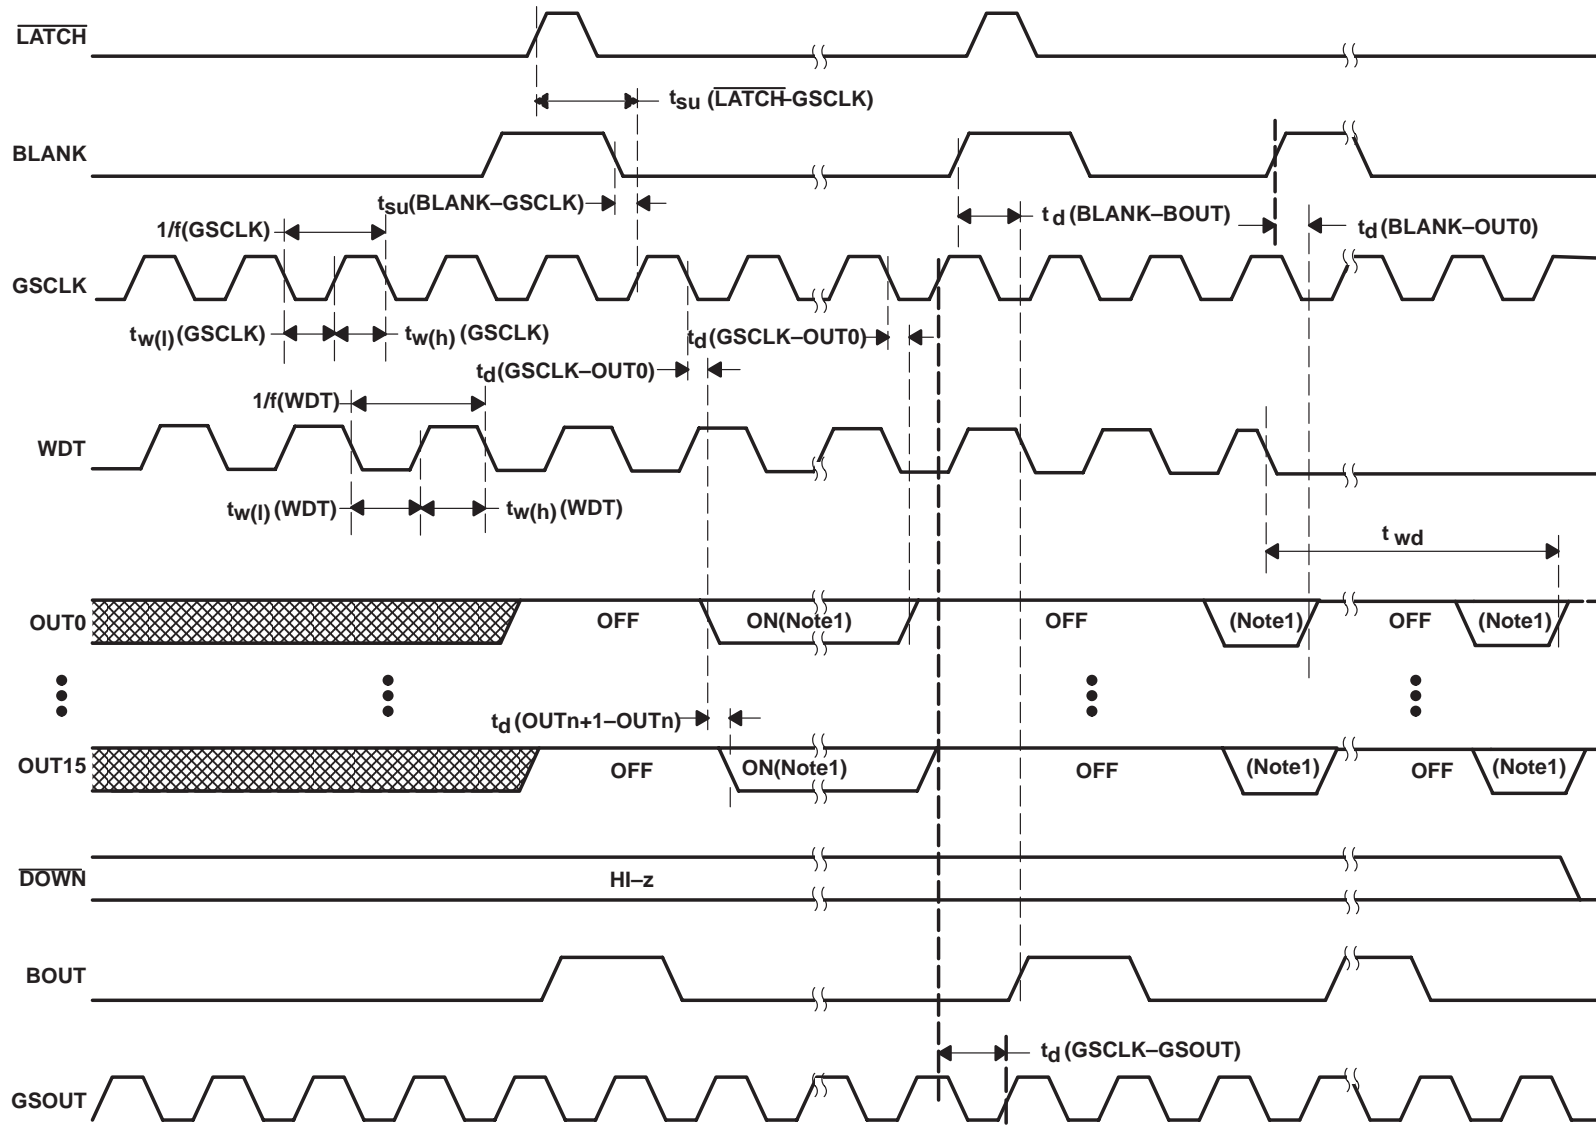 LATCH
tsu (LATCH-GSCLK)
BLANK
tsu(BLANK–GSCLK)
td (BLANK–BOUT)
td(BLANK–OUT0)
1/f(GSCLK)
GSCLK
tw(l) (GSCLK)
tw(h) (GSCLK)
td(GSCLK–OUT0)
td(GSCLK–OUT0)
1/f(WDT)
WDT
tw(l) (WDT)
tw(h) (WDT)
t wd
OUT0
OFF
ON(Note1)
OFF
(Note1)
OFF
(Note1)
td (OUTn+1–OUTn)
OUT15
OFF
ON(Note1)
OFF
(Note1)
OFF
(Note1)
DOWN
HI–z
BOUT
td (GSCLK–GSOUT)
GSOUT